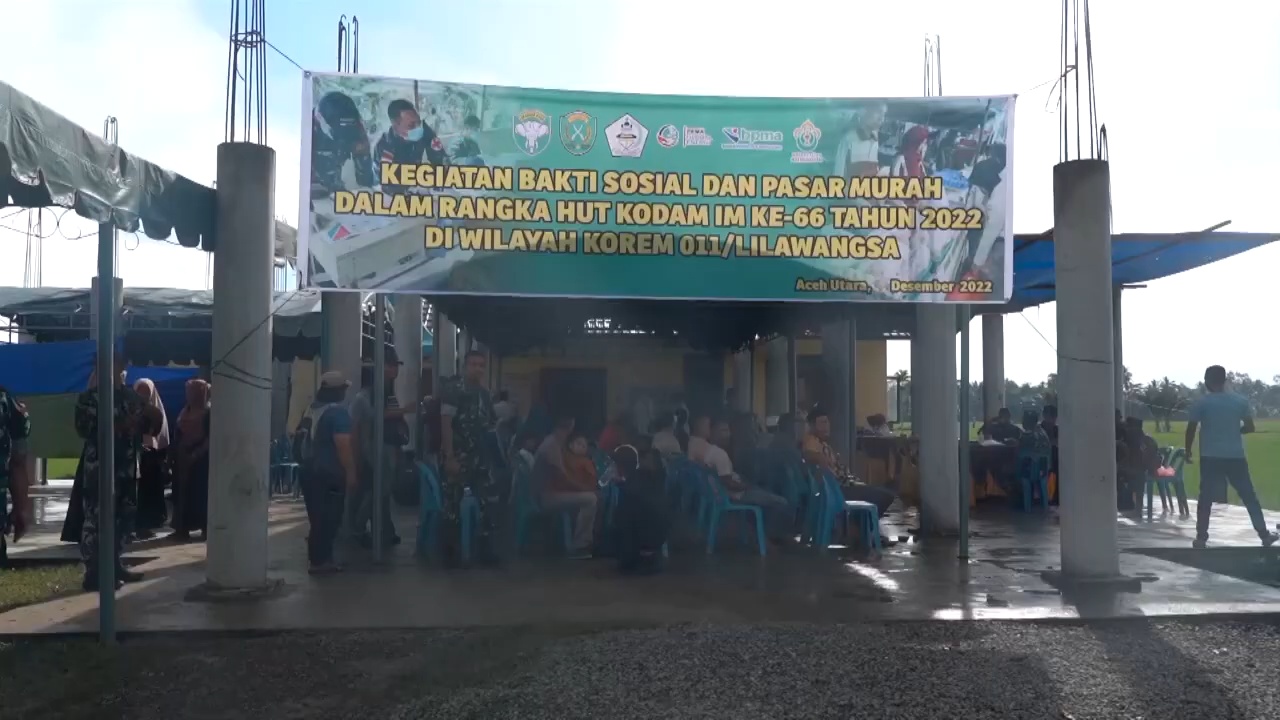 bpma
KEGIATAN BAKTI SOSIAL DAN PASAR MURAH
DALAM RANGKA HUT KODAM IM KE-66 TAHUN 2022
DI WILAYAH KOREM 011/LILAWANGSA
Aceh Utara, Desember 2022